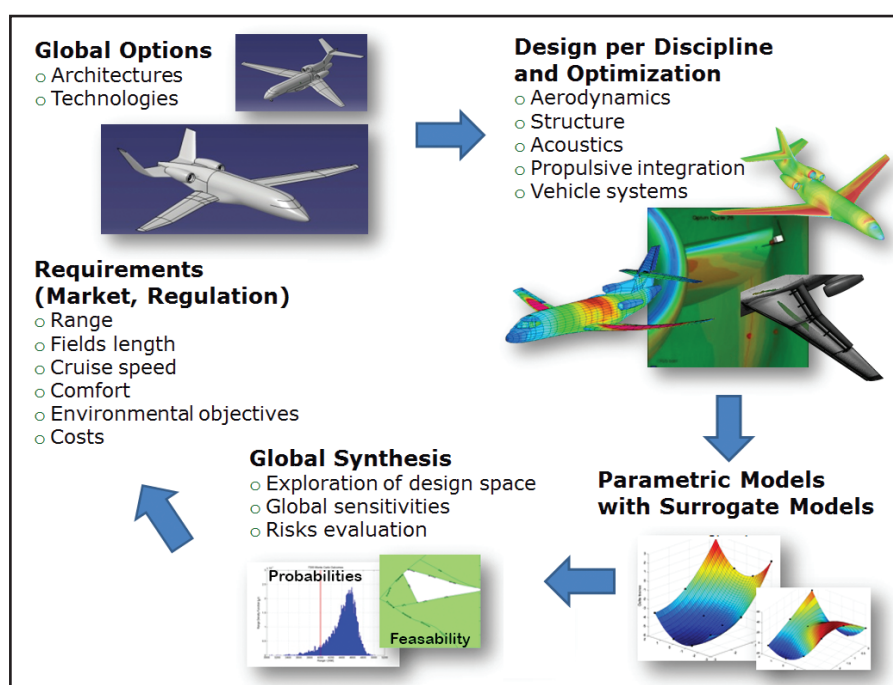 Global Options
o Architectures
o Technologies
Design per Discipline
and Optimization
o Aerodynamics
o Structure
o Acoustics
o Propulsive integration
o Vehicle systems
Requirements
(Market, Regulation)
o Range
o Fields length
o Cruise speed
o Comfort
o Environmental objectives
o Costs
Global Synthesis
o Exploration of design space
o Global sensitivities
o Risks evaluation
Probabilities
Feasability
Parametric Models
with Surrogate Models